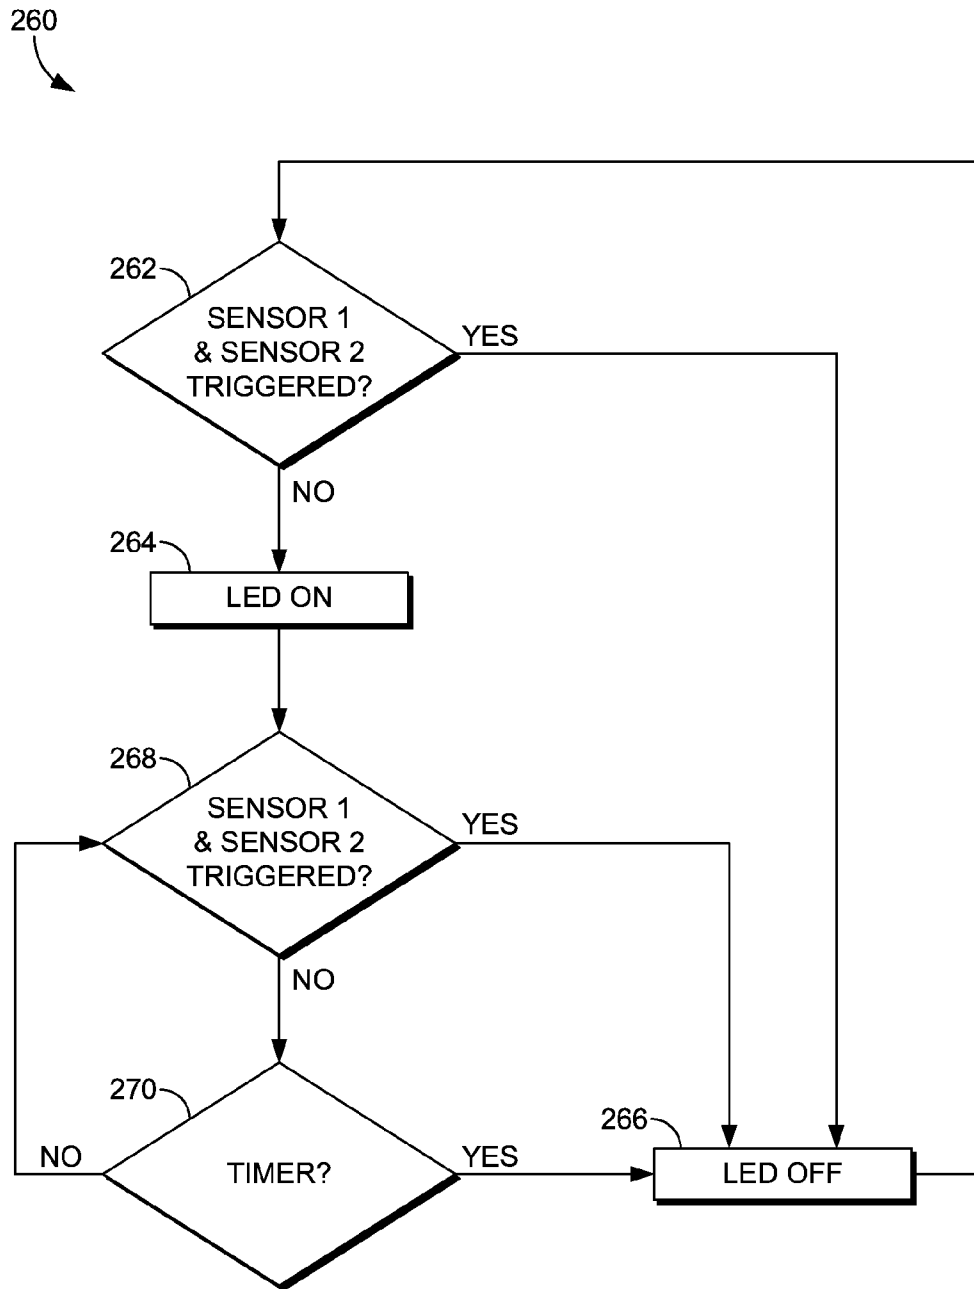 260
262
SENSOR 1
& SENSOR 2
TRIGGERED?
YES
NO
264
LED ON
268
SENSOR 1
& SENSOR 2
TRIGGERED?
YES
NO
270
TIMER?
NO
YES
266
LED OFF